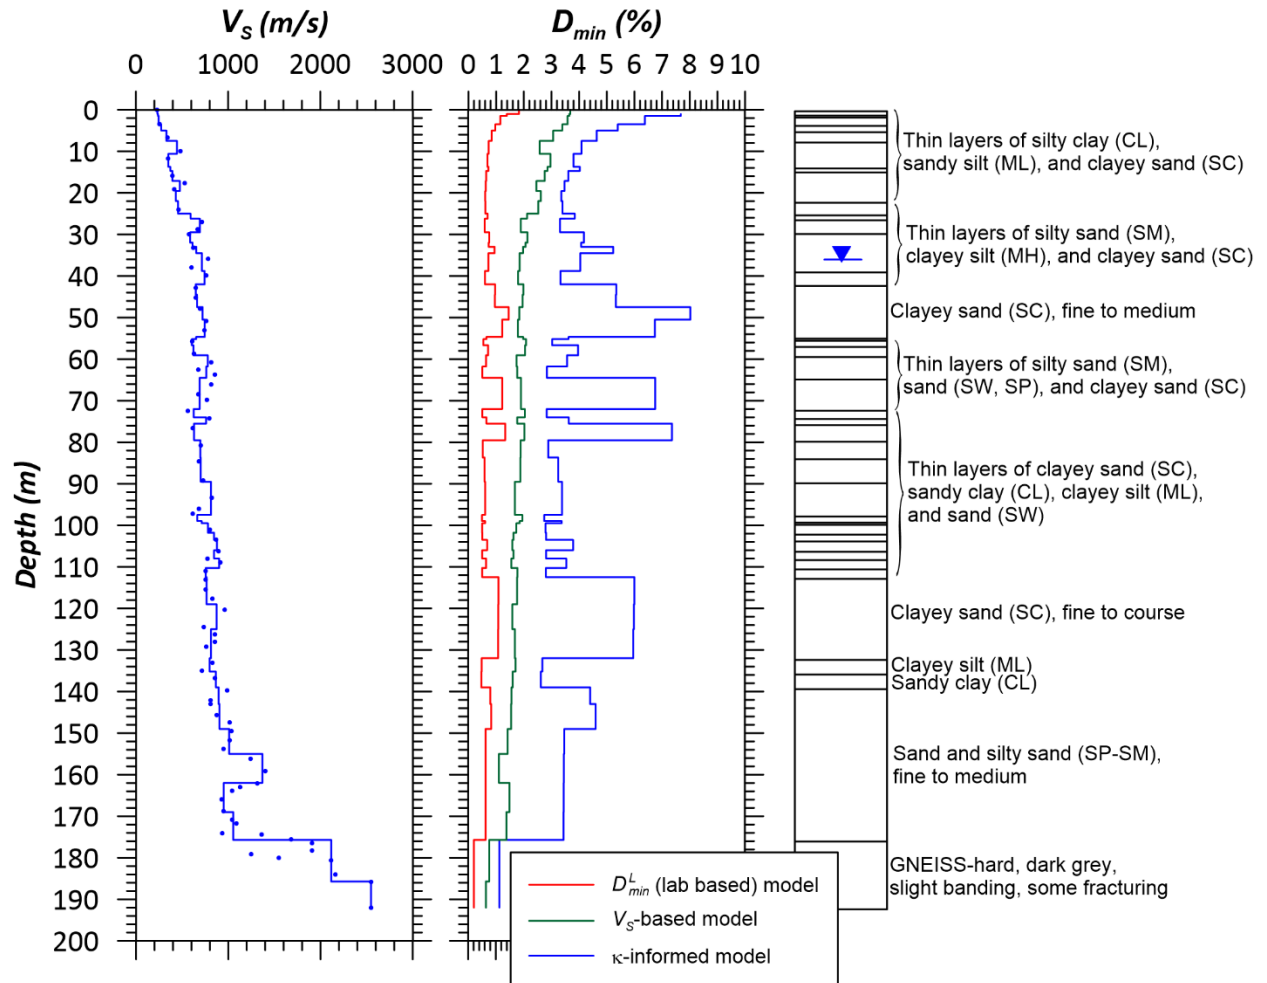 V_S (m/s)
D_min (%)
0 1000 2000 3000
0 1 2 3 4 5 6 7 8 9 10
Depth (m)
0
10
20
30
40
50
60
70
80
90
100
110
120
130
140
150
160
170
180
190
200
Thin layers of silty clay (CL),
sandy silt (ML), and clayey sand (SC)
Thin layers of silty sand (SM),
clayey silt (MH), and clayey sand (SC)
Clayey sand (SC), fine to medium
Thin layers of silty sand (SM),
sand (SW, SP), and clayey sand (SC)
Thin layers of clayey sand (SC),
sandy clay (CL), clayey silt (ML),
and sand (SW)
Clayey sand (SC), fine to course
Clayey silt (ML)
Sandy clay (CL)
Sand and silty sand (SP-SM),
fine to medium
GNEISS-hard, dark grey,
slight banding, some fracturing
D^L_min (lab based) model
V_S-based model
κ-informed model